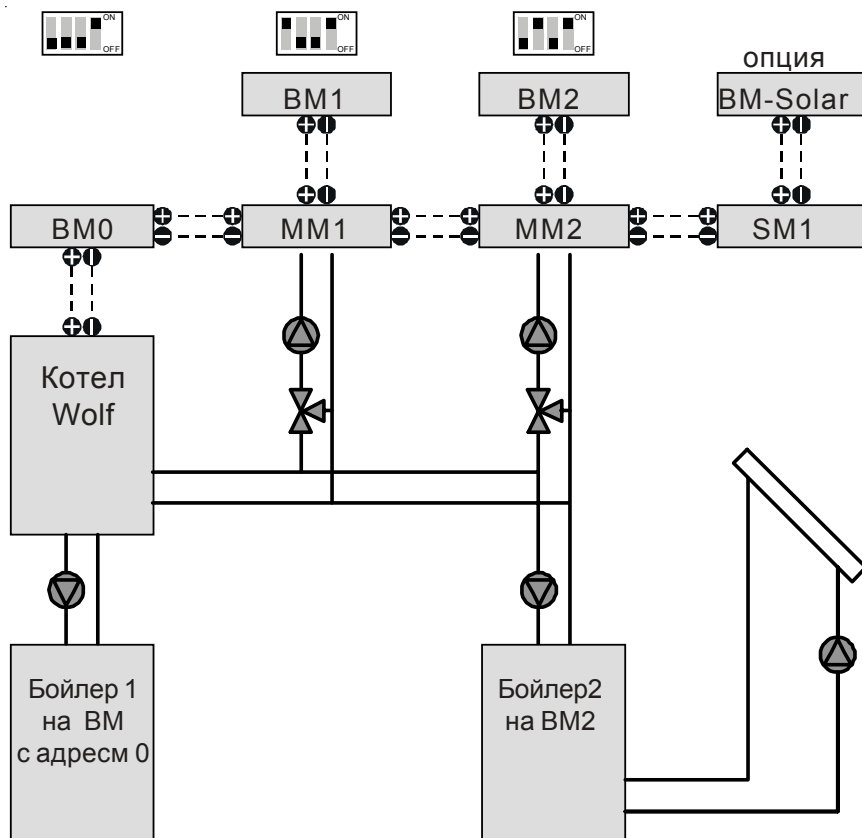 ON
OFF
ON
OFF
ON
OFF
опция
BM1
BM2
BM-Solar
BM0
MM1
MM2
SM1
Котел
Wolf
Бойлер 1
на BM
с адресм 0
Бойлер2
на BM2